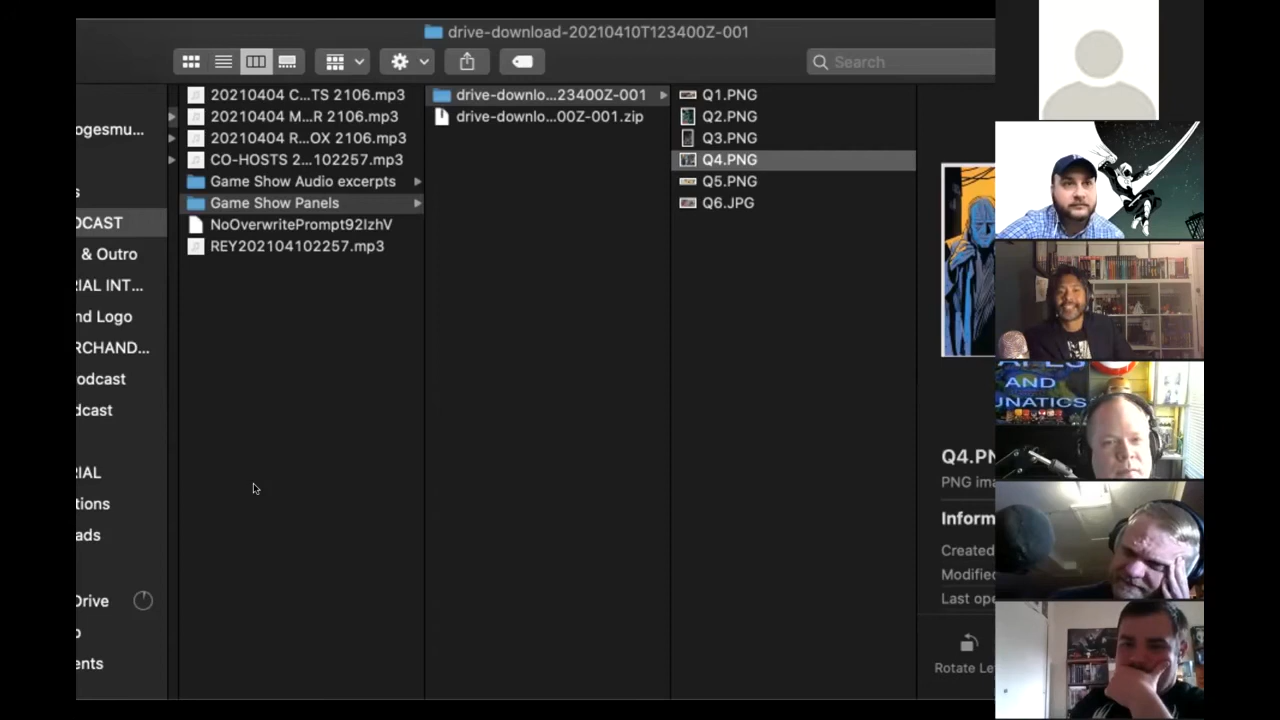 drive-download-20210410T123400Z-001
Search
ogesmu...
s
DCAST
& Outro
IAL INT...
nd Logo
RCHAND...
odcast
dcast
IAL
tions
ads
Drive
o
ents
20210404 C...TS 2106.mp3
20210404 M...R 2106.mp3
20210404 R...OX 2106.mp3
CO-HOSTS 2...102257.mp3
Game Show Audio excerpts
Game Show Panels
NoOverwritePrompt92IzhV
REY202104102257.mp3
drive-downlo...23400Z-001
drive-downlo...00Z-001.zip
Q1.PNG
Q2.PNG
Q3.PNG
Q4.PNG
Q5.PNG
Q6.JPG
Q4.PN
PNG ima
Inform
Created
Modifie
Last ope
Rotate Le
AND
UNATICS